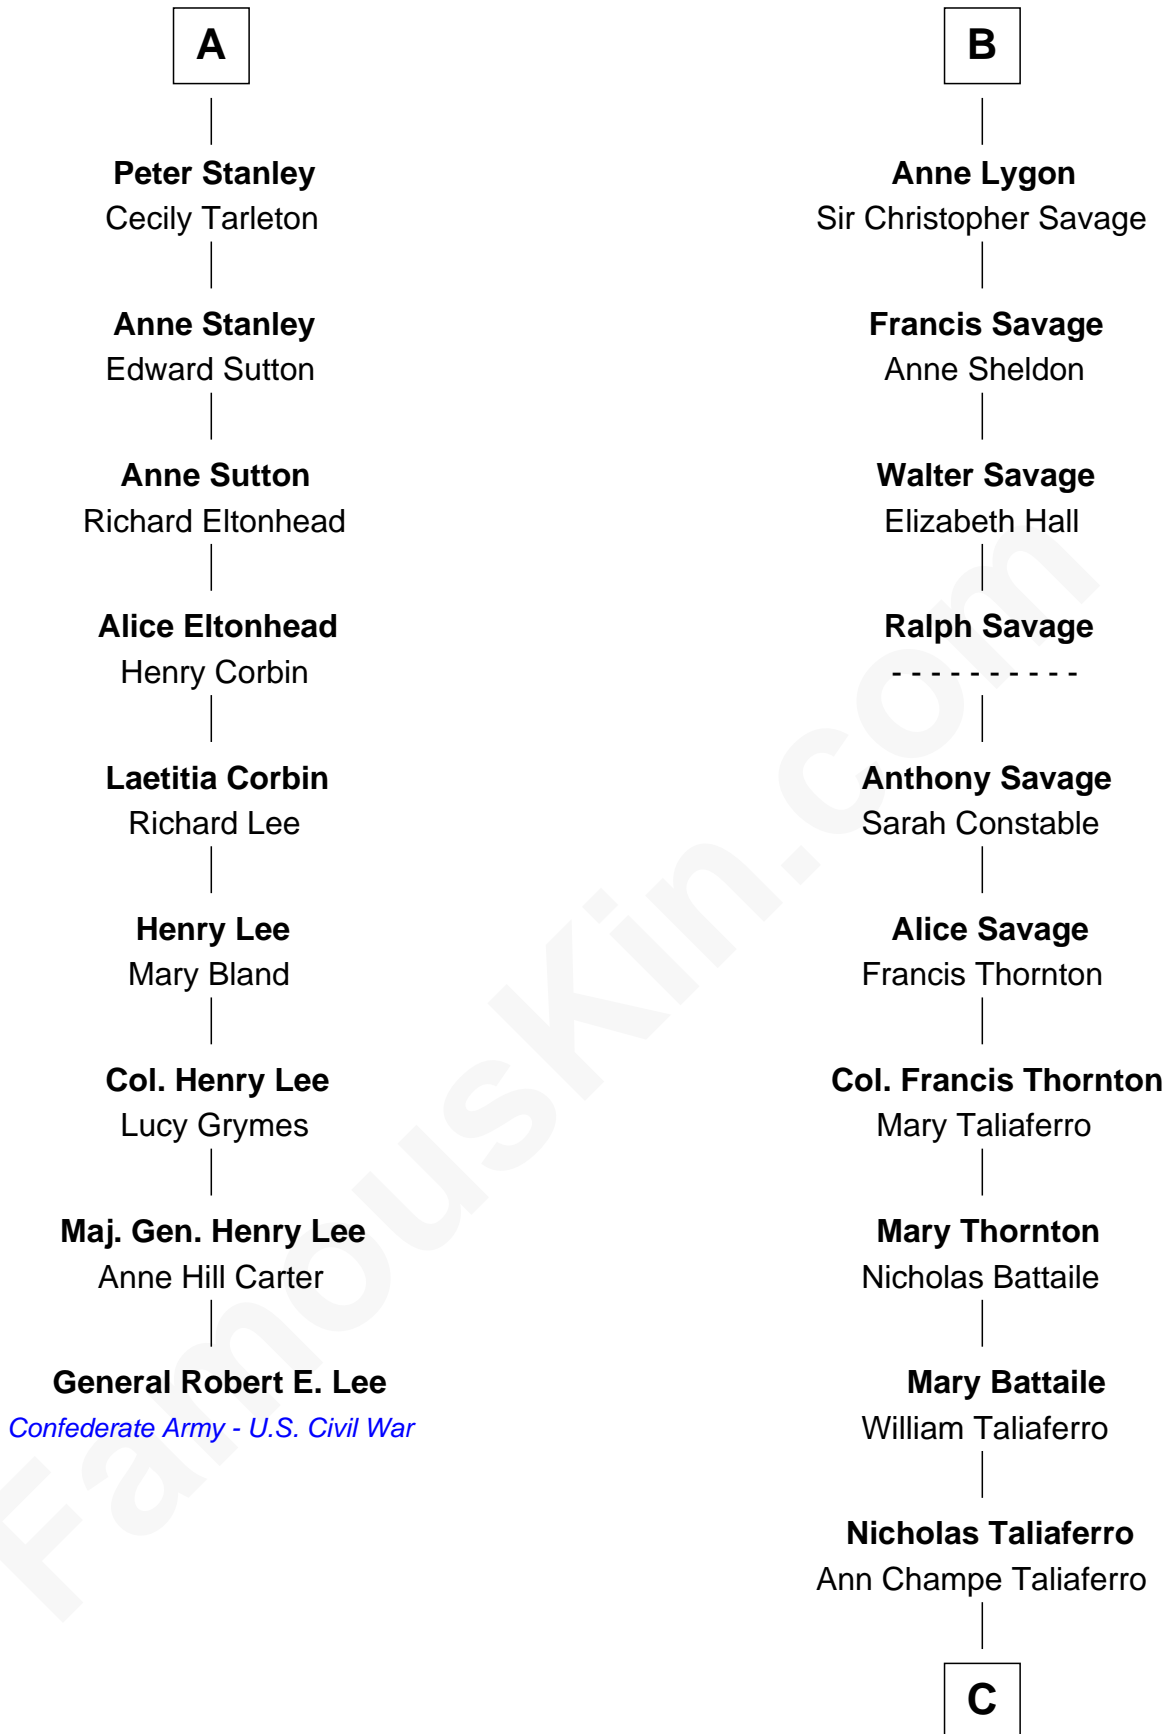 A
Peter Stanley
Cecily Tarleton
Anne Stanley
Edward Sutton
Anne Sutton
Richard Eltonhead
Alice Eltonhead
Henry Corbin
Laetitia Corbin
Richard Lee
Henry Lee
Mary Bland
Col. Henry Lee
Lucy Grymes
Maj. Gen. Henry Lee
Anne Hill Carter
General Robert E. Lee
Confederate Army - U.S. Civil War
B
Anne Lygon
Sir Christopher Savage
Francis Savage
Anne Sheldon
Walter Savage
Elizabeth Hall
Ralph Savage
- - - - - - - - - -
Anthony Savage
Sarah Constable
Alice Savage
Francis Thornton
Col. Francis Thornton
Mary Taliaferro
Mary Thornton
Nicholas Battaile
Mary Battaile
William Taliaferro
Nicholas Taliaferro
Ann Champe Taliaferro
C
FamousKin.com